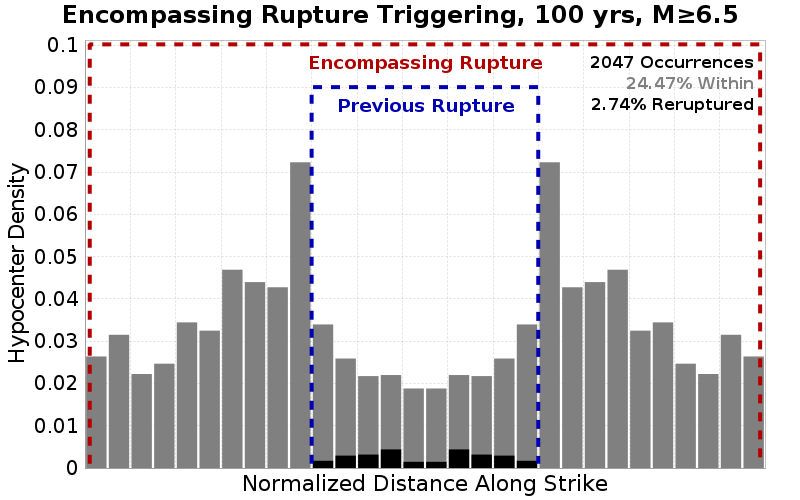 Encompassing Rupture Triggering, 100 yrs, M≥6.5
Encompassing Rupture
Previous Rupture
2047 Occurrences
24.47% Within
2.74% Reruptured
Hypocenter Density
0.1
0.09
0.08
0.07
0.06
0.05
0.04
0.03
0.02
0.01
0
Normalized Distance Along Strike